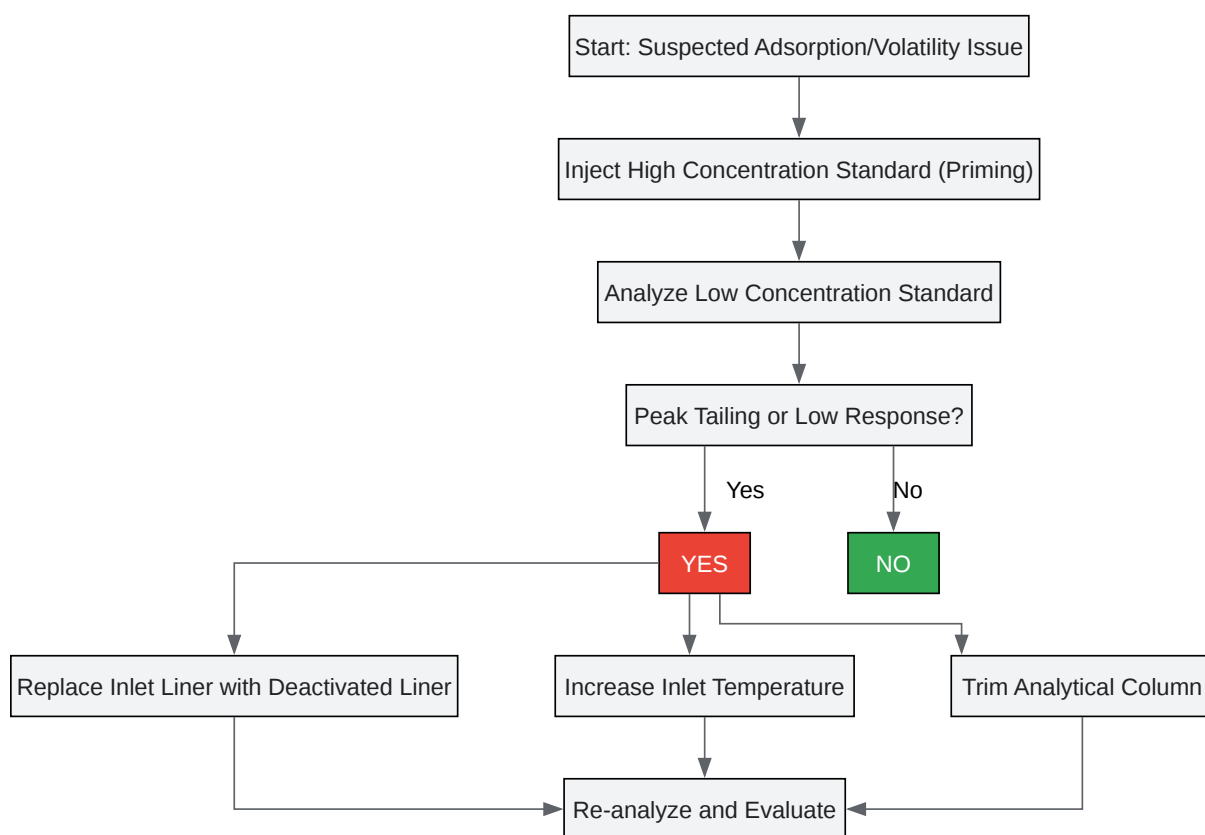 Start: Suspected Adsorption/Volatility Issue
Inject High Concentration Standard (Priming)
Analyze Low Concentration Standard
Peak Tailing or Low Response?
Yes
No
YES
NO
Replace Inlet Liner with Deactivated Liner
Increase Inlet Temperature
Trim Analytical Column
Re-analyze and Evaluate